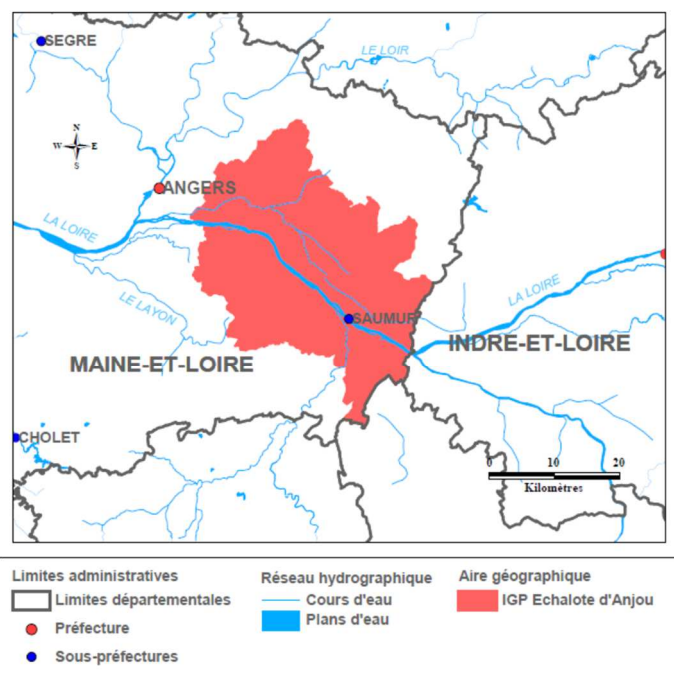 SEGRE
LE LOIR
N
W E
S
ANGERS
LA LOIRE
LA LOIRE
LE LAYON
SAUMUR
INDRE-ET-LOIRE
MAINE-ET-LOIRE
CHOLET
0 10 20
Kilomètres
Limites administratives
Limites départementales
Préfecture
Sous-préfectures
Réseau hydrographique
Cours d'eau
Plans d'eau
Aire géographique
IGP Echalote d'Anjou